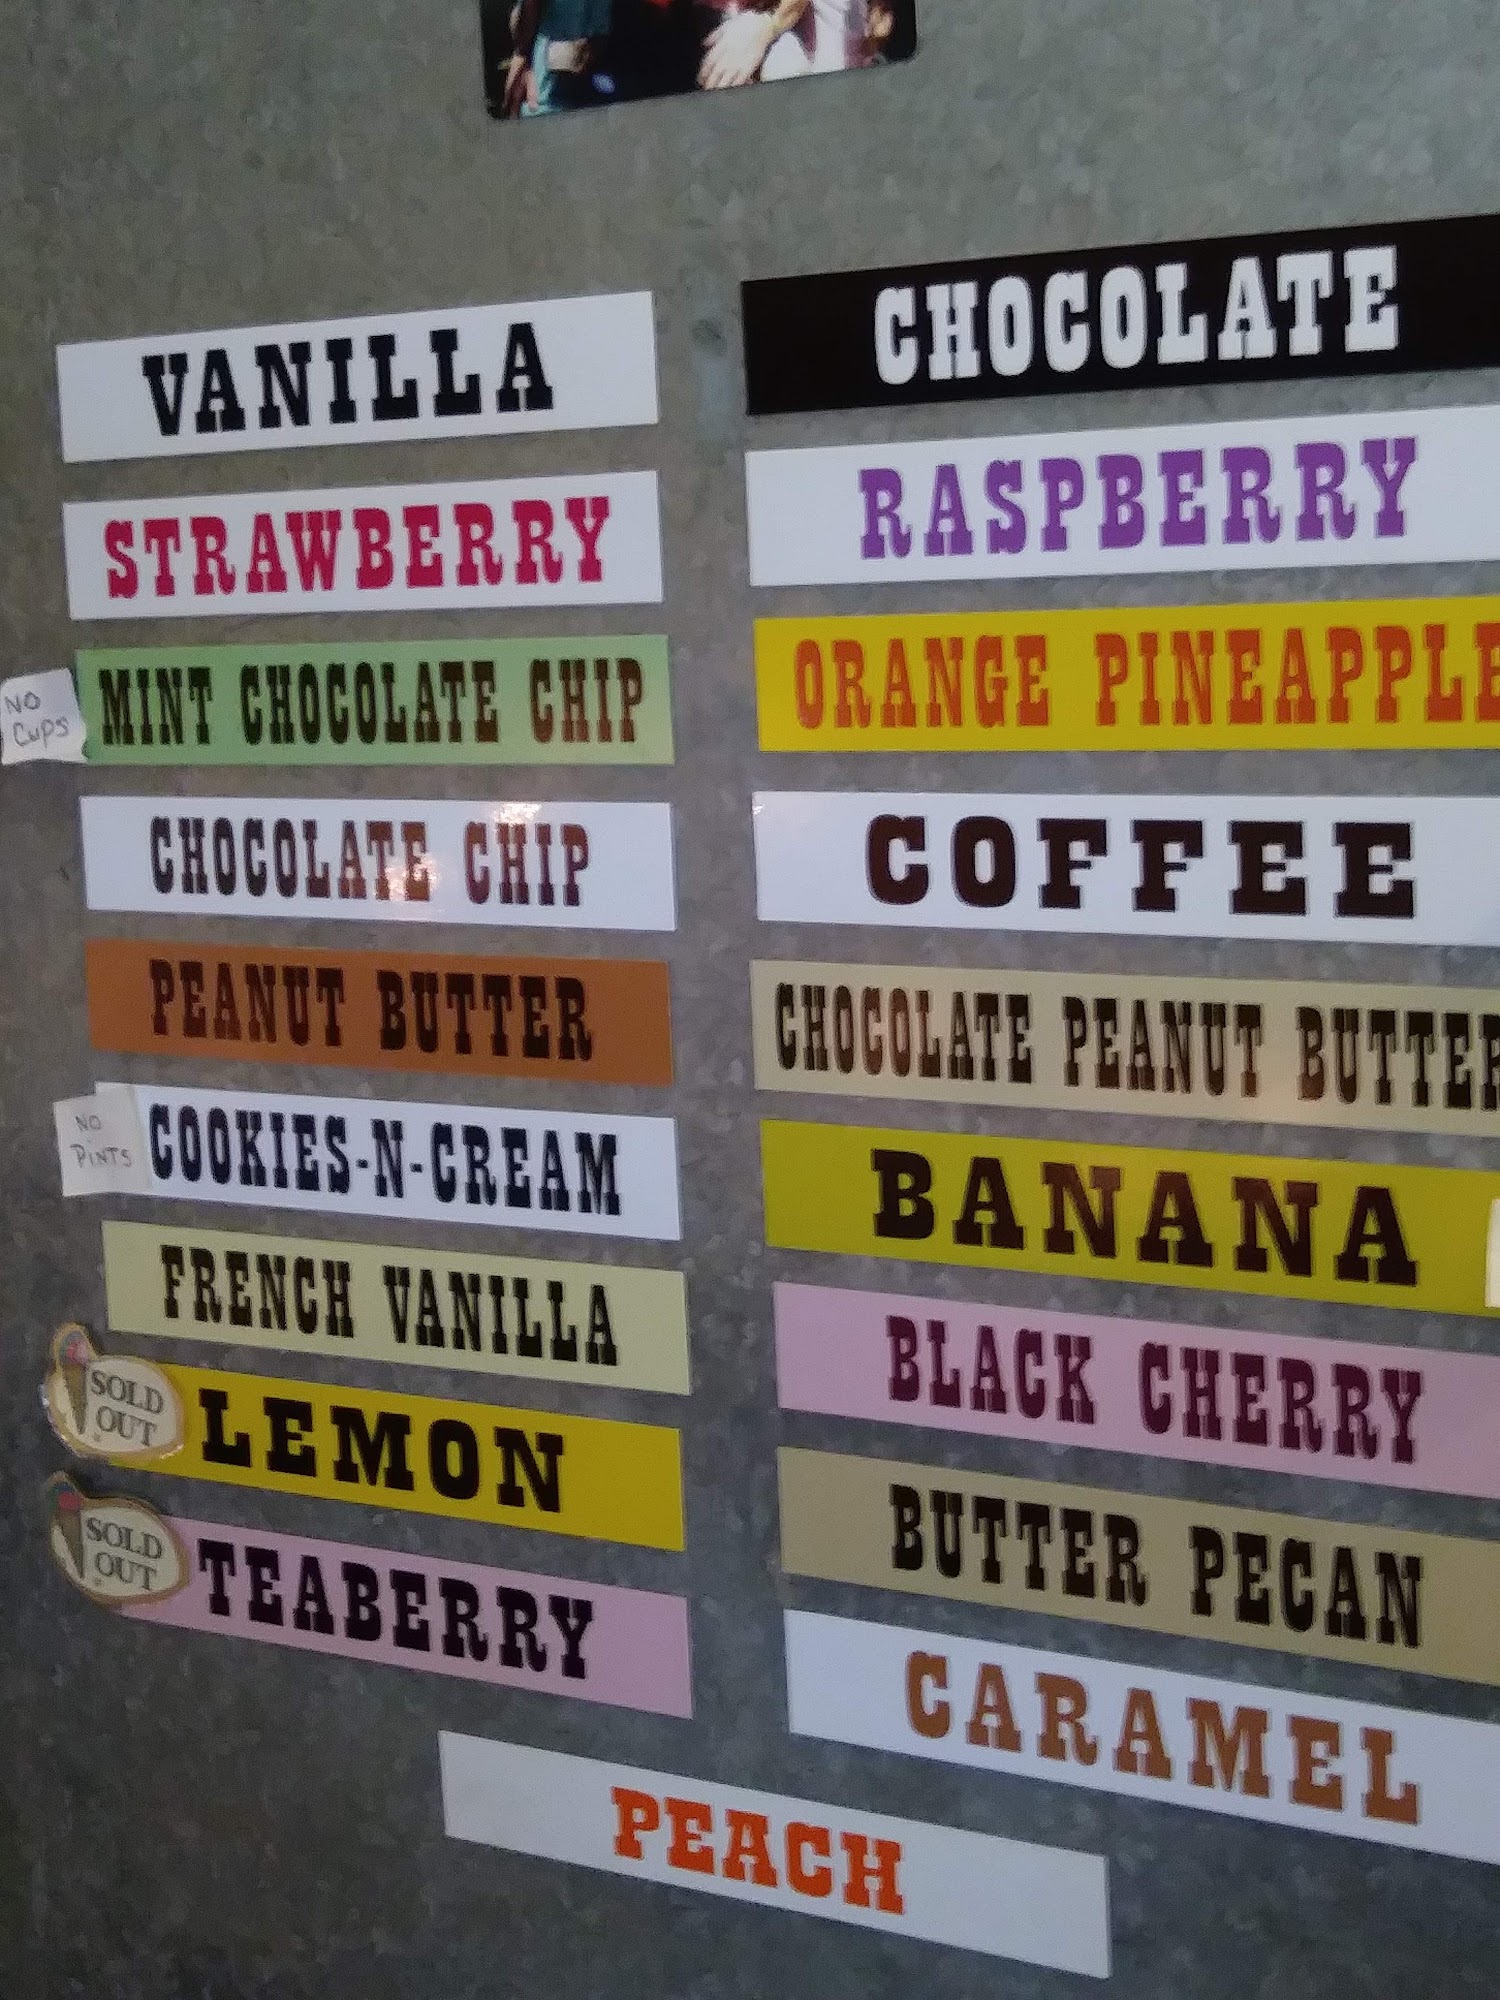 VANILLA
STRAWBERRY
NO
Cups
MINT CHOCOLATE CHIP
CHOCOLATE CHIP
PEANUT BUTTER
NO
PINTS
COOKIES-N-CREAM
FRENCH VANILLA
SOLD
OUT
LEMON
SOLD
OUT
TEABERRY
CHOCOLATE
RASPBERRY
ORANGE PINEAPPLE
COFFEE
CHOCOLATE PEANUT BUTTER
BANANA
BLACK CHERRY
BUTTER PECAN
CARAMEL
PEACH